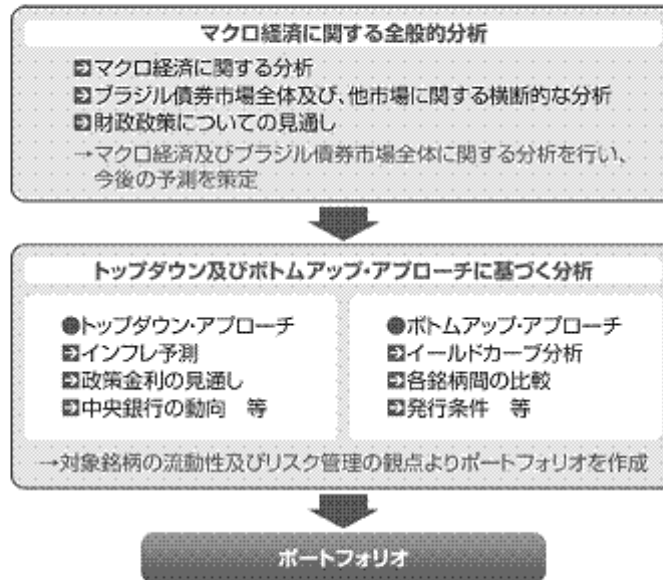 マクロ経済に関する全般的分析
マクロ経済に関する分析
ブラジル債券市場全体及び、他市場に関する横断的な分析
財政政策についての見通し
→マクロ経済及びブラジル債券市場全体に関する分析を行い、
今後の予測を策定
トップダウン及びボトムアップ・アプローチに基づく分析
●トップダウン・アプローチ
インフレ予測
政策金利の見通し
中央銀行の動向 等
●ボトムアップ・アプローチ
イールドカーブ分析
各銘柄間の比較
発行条件 等
→対象銘柄の流動性及びリスク管理の観点よりポートフォリオを作成
ポートフォリオ